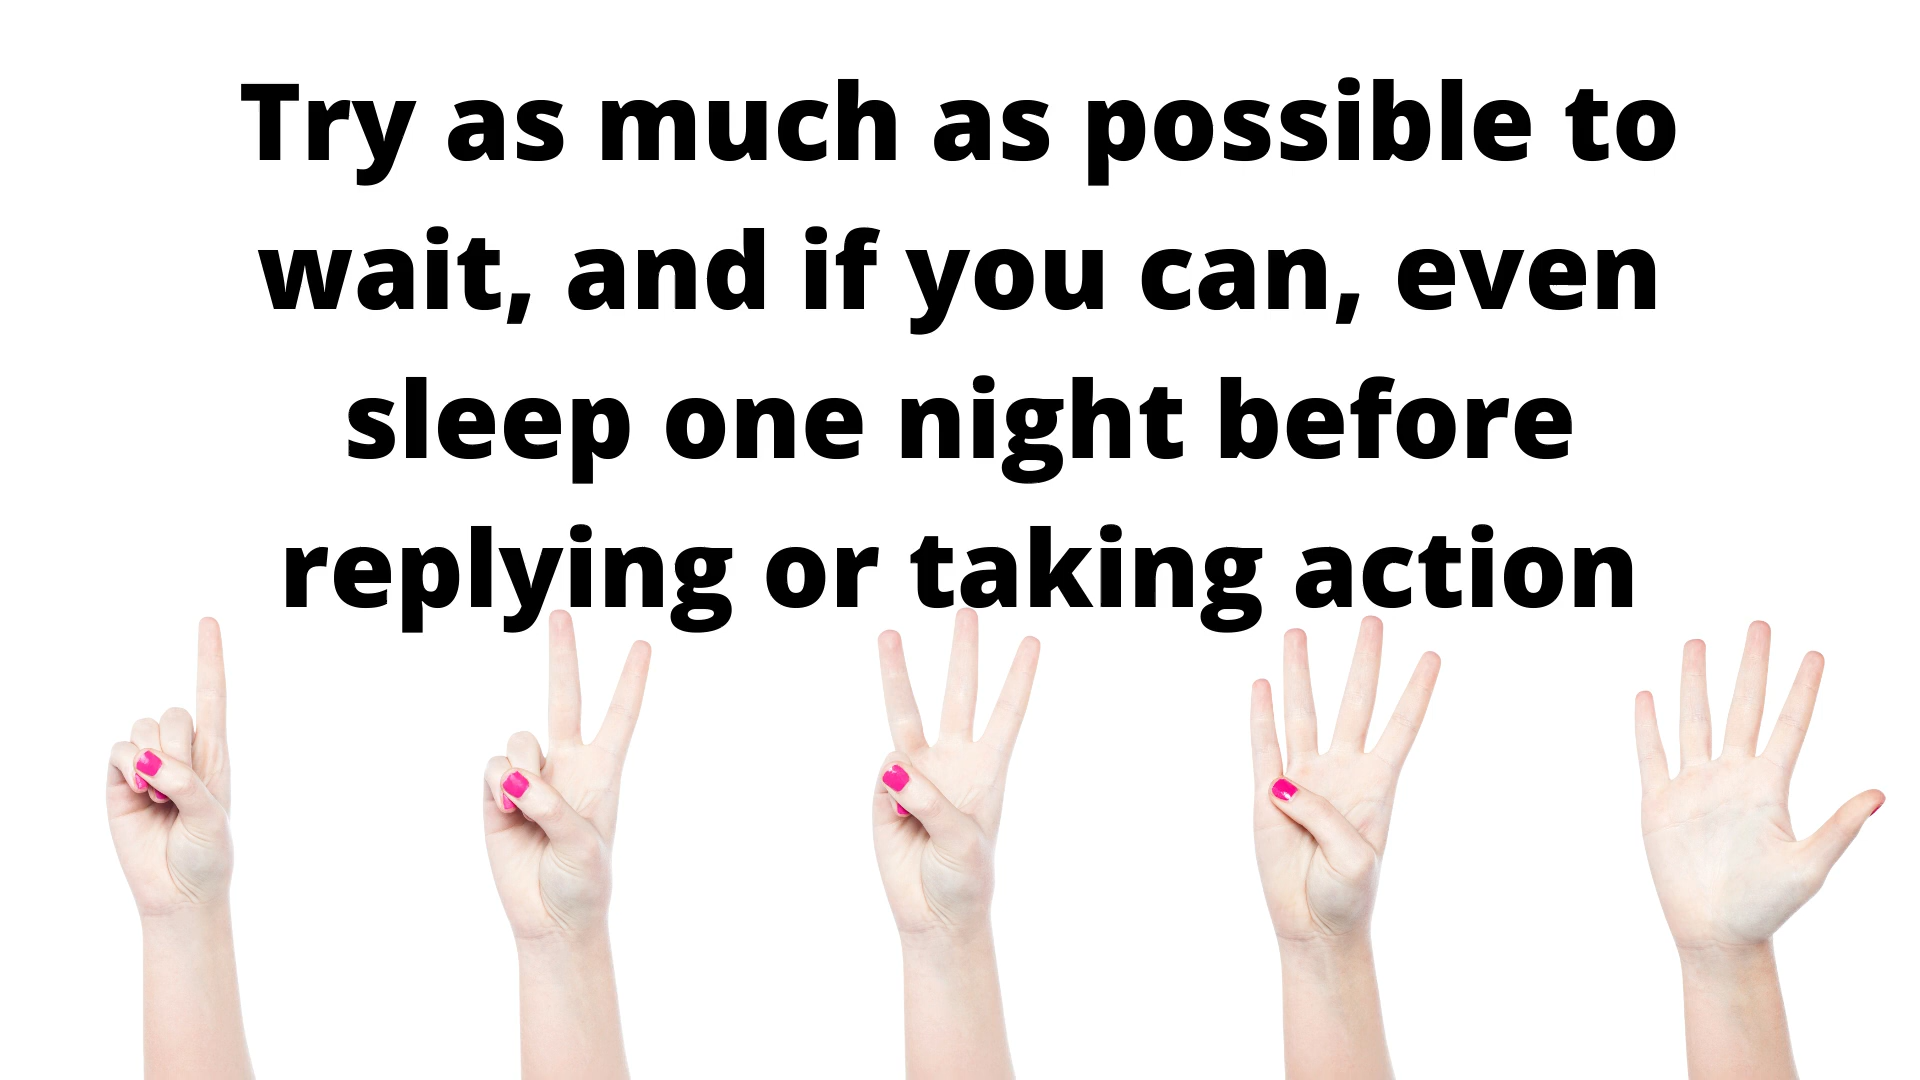 Try as much as possible to
wait, and if you can, even
sleep one night before
replying or taking action